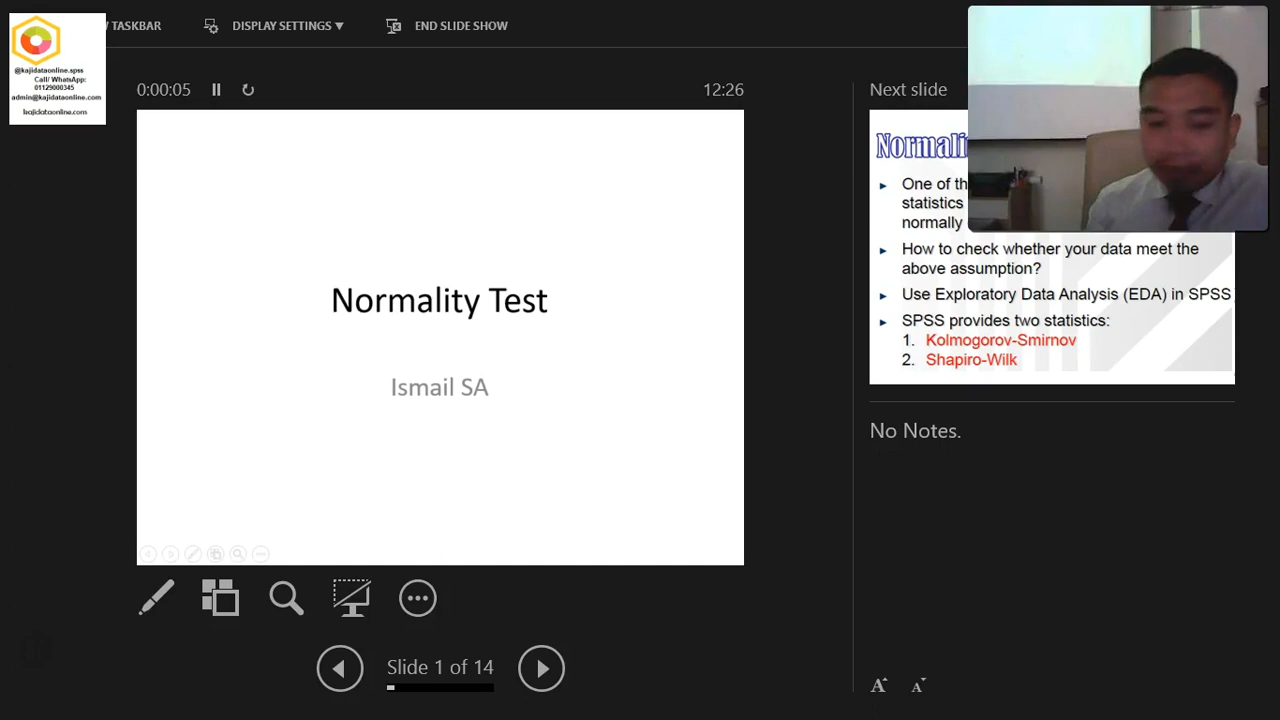 TASKBAR
DISPLAY SETTINGS ▼
END SLIDE SHOW
@kajidataonline.spss
Call/ WhatsApp:
01129000345
admin@kajidataonline.com
kajidataonline.com
0:00:05
12:26
Normality Test
Ismail SA
Slide 1 of 14
Next slide
One of
statistics
normally
How to check whether your data meet the
above assumption?
Use Exploratory Data Analysis (EDA) in SPSS
SPSS provides two statistics:
1. Kolmogorov-Smirnov
2. Shapiro-Wilk
No Notes.
A A